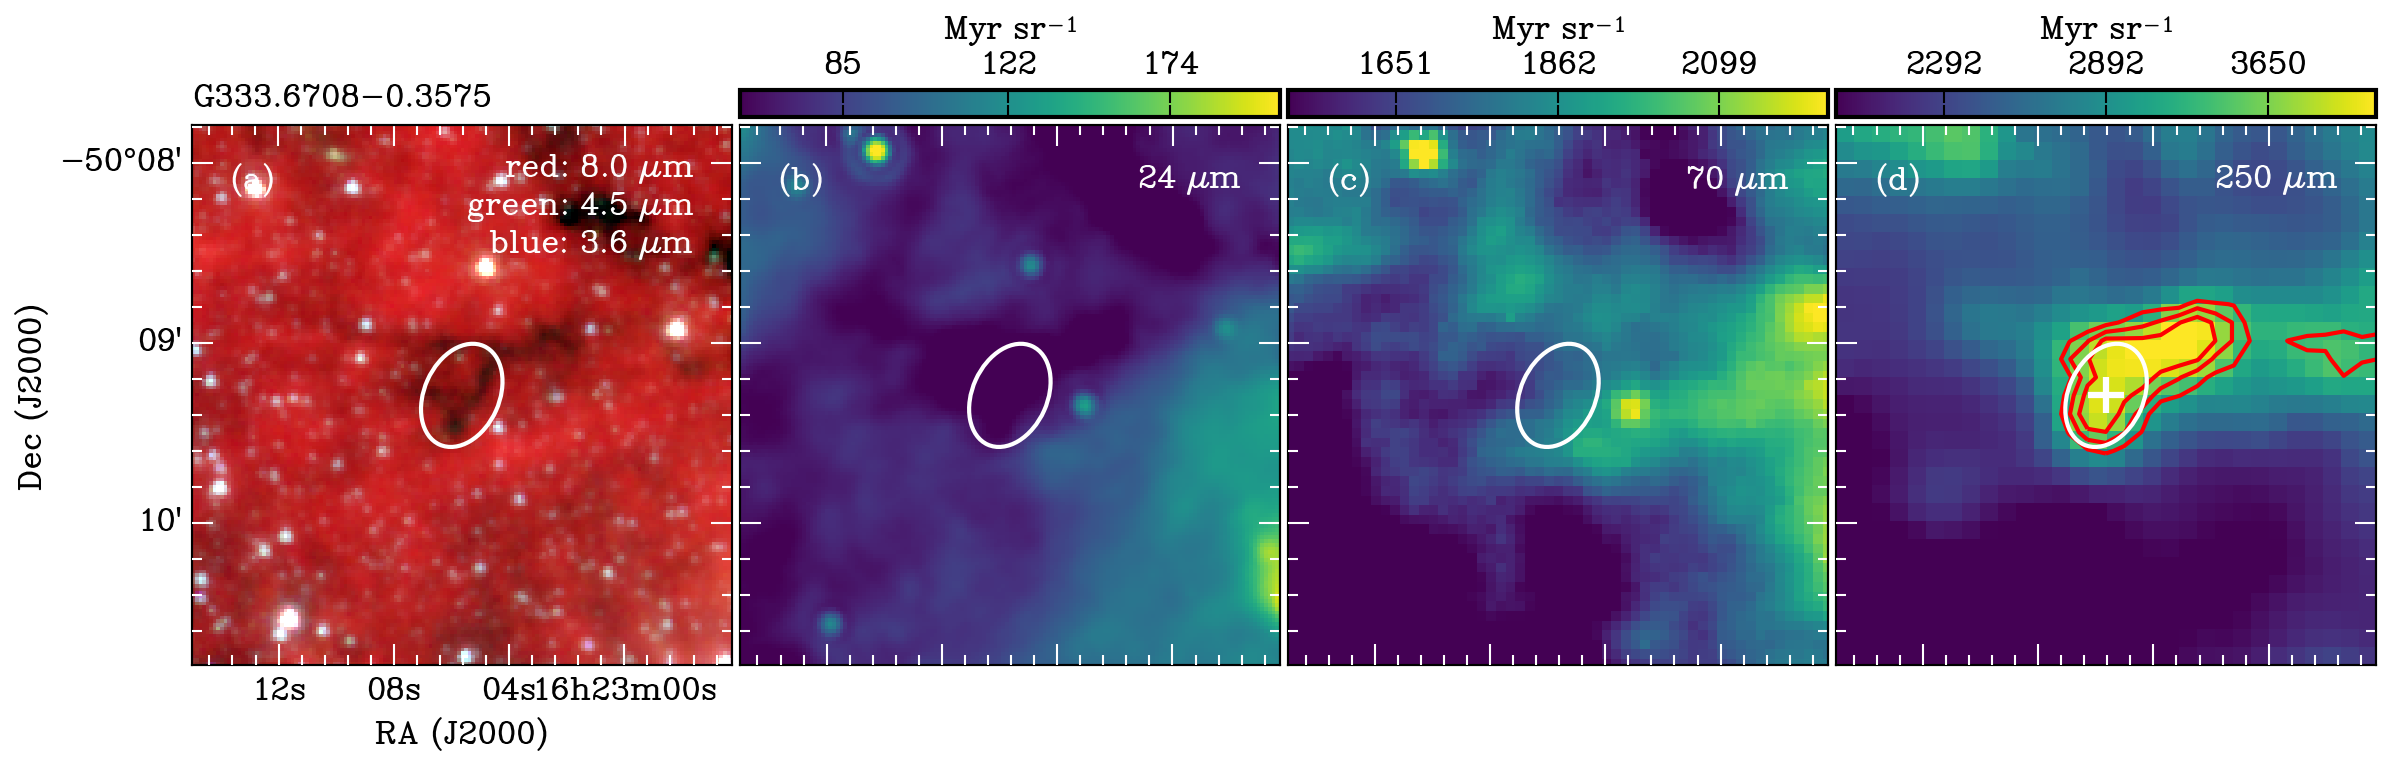 Myr sr⁻¹
Myr sr⁻¹
Myr sr⁻¹
85 122 174
1651 1862 2099
2292 2892 3650
G333.6708−0.3575
(a)
red: 8.0 μm
green: 4.5 μm
blue: 3.6 μm
(b)
24 μm
(c)
70 μm
(d)
250 μm
−50°08'
09'
10'
Dec (J2000)
12s 08s 04s16h23m00s
RA (J2000)